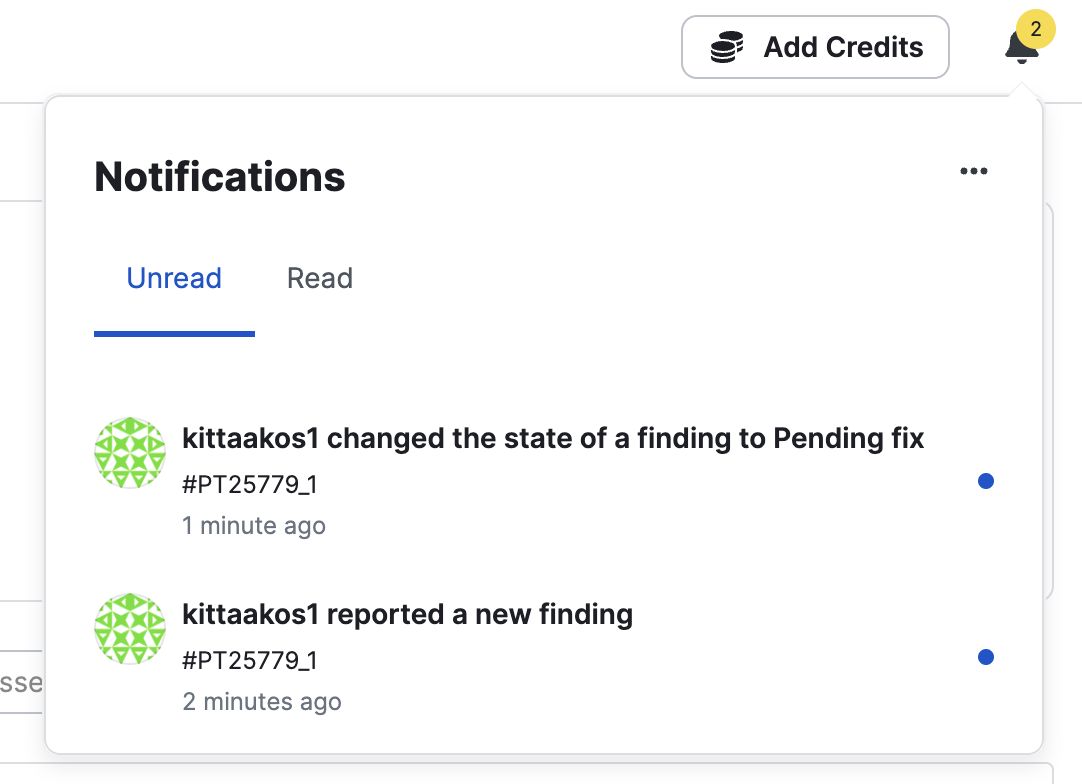 Add Credits
2
Notifications
Unread Read
kittaakos1 changed the state of a finding to Pending fix
#PT25779_1
1 minute ago
kittaakos1 reported a new finding
#PT25779_1
sse
2 minutes ago